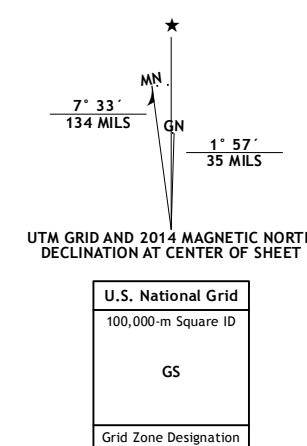 ★
MN
7° 33´
134 MILS
GN
1° 57´
35 MILS
UTM GRID AND 2014 MAGNETIC NORTH
DECLINATION AT CENTER OF SHEET
U.S. National Grid
100,000-m Square ID
GS
Grid Zone Designation